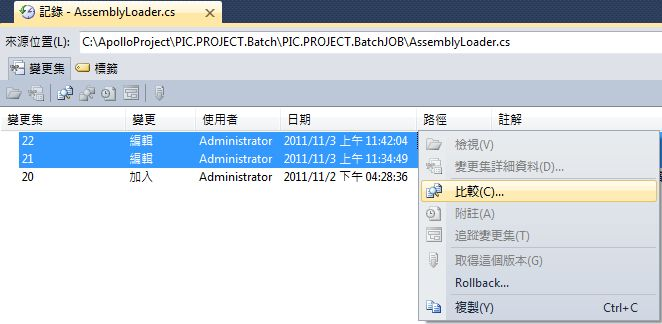 記錄 - AssemblyLoader.cs
來源位置(L): C:\ApolloProject\PIC.PROJECT.Batch\PIC.PROJECT.BatchJOB\AssemblyLoader.cs
變更集 標籤
變更集 變更 使用者 日期 路徑 註解
22 編輯 Administrator 2011/11/3 上午 11:42:04
21 編輯 Administrator 2011/11/3 上午 11:34:49
20 加入 Administrator 2011/11/2 下午 04:28:36
檢視(V)
變更集詳細資料(D)...
比較(C)...
附註(A)
追蹤變更集(T)
取得這個版本(G)
Rollback...
複製(Y) Ctrl+C